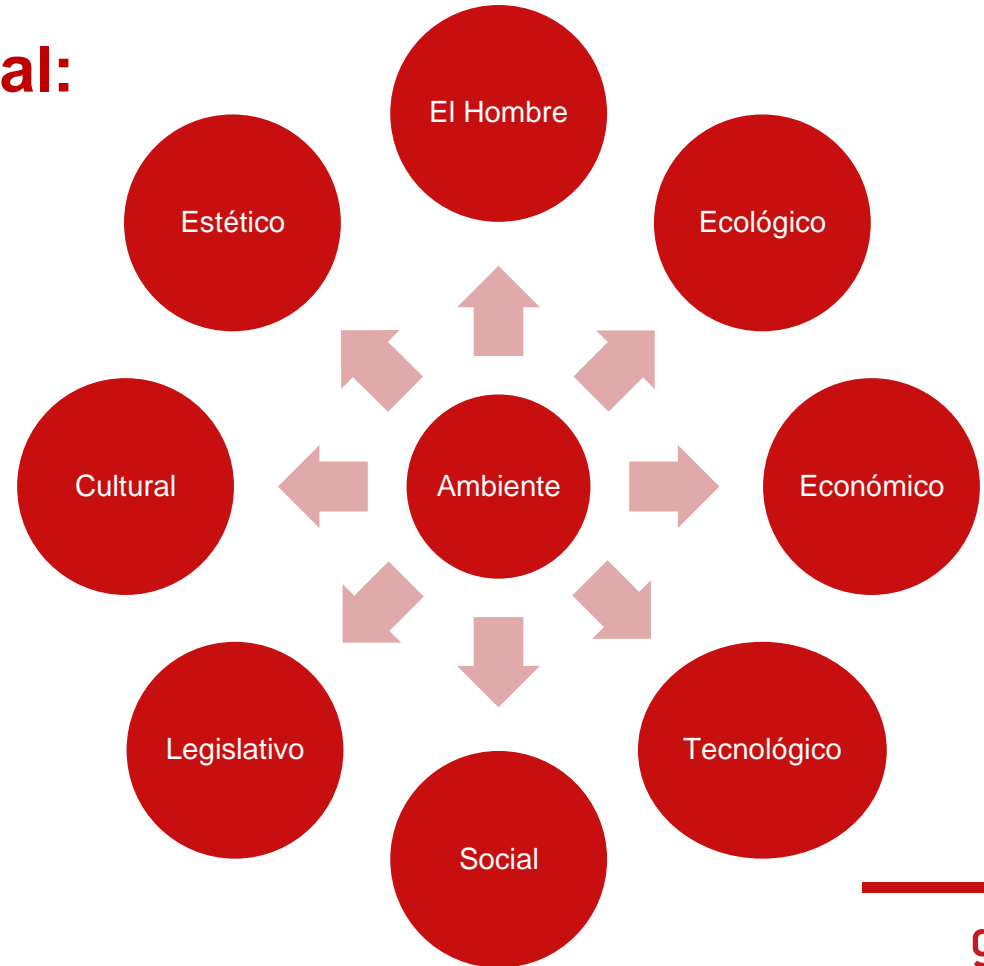 al:
El Hombre
Estético
Ecológico
Cultural
Ambiente
Económico
Legislativo
Tecnológico
Social